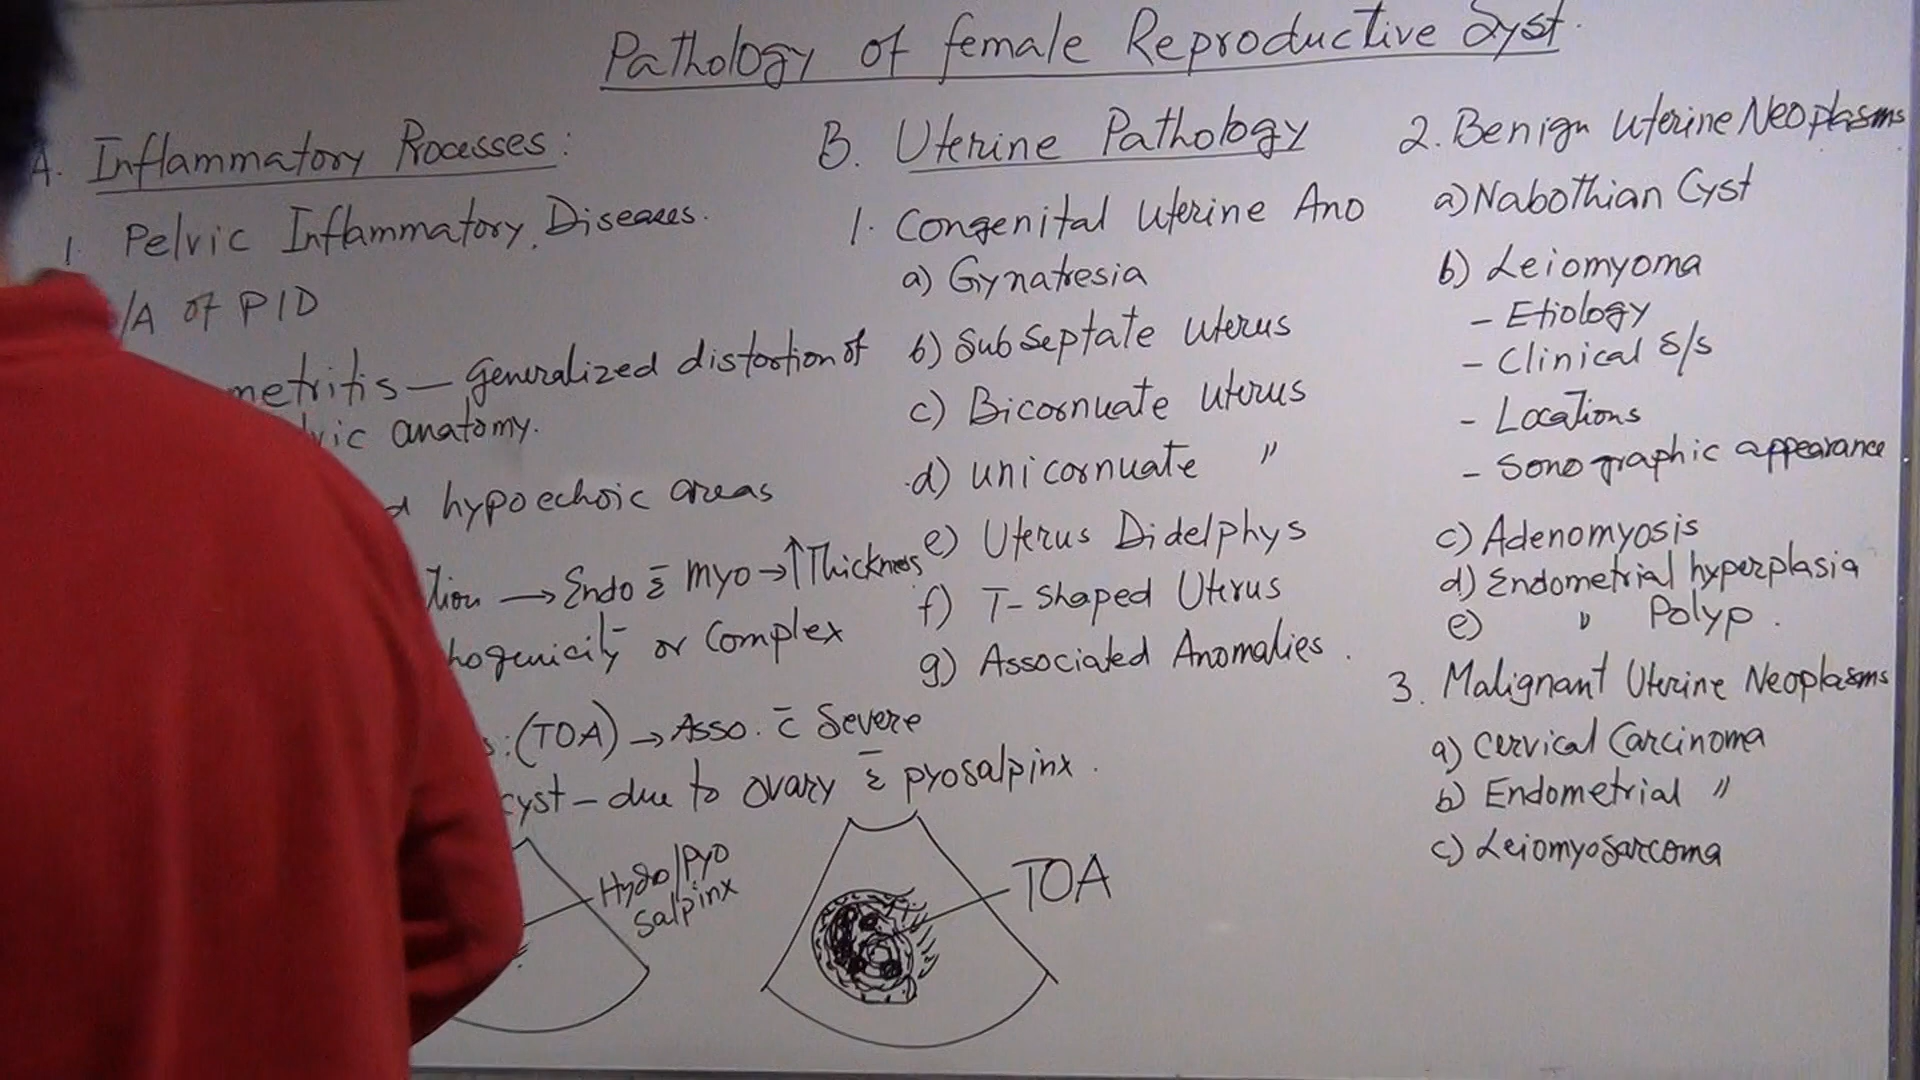 Pathology of female Reproductive Syst.
A. Inflammatory Processes:
1. Pelvic Inflammatory Diseases.
/A of PID
metritis — generalized distortion of
vic anatomy.
d hypoechoic areas
tion → Endo c̄ Myo → ↑Thickness
hogenicity or Complex
s: (TOA) → Asso. c̄ Severe
cyst – due to ovary c̄ pyosalpinx.
Hydo/Pyo
salpinx
TOA
B. Uterine Pathology
1. Congenital Uterine Ano
a) Gynatresia
b) Subseptate Uterus
c) Bicornuate Uterus
d) unicornuate "
e) Uterus Didelphys
f) T-Shaped Uterus
g) Associated Anomalies.
2. Benign Uterine Neoplasms
a) Nabothian Cyst
b) Leiomyoma
- Etiology
- Clinical S/s
- Locations
- Sonographic appearance
c) Adenomyosis
d) Endometrial hyperplasia
e) " Polyp.
3. Malignant Uterine Neoplasms
a) Cervical Carcinoma
b) Endometrial "
c) Leiomyosarcoma